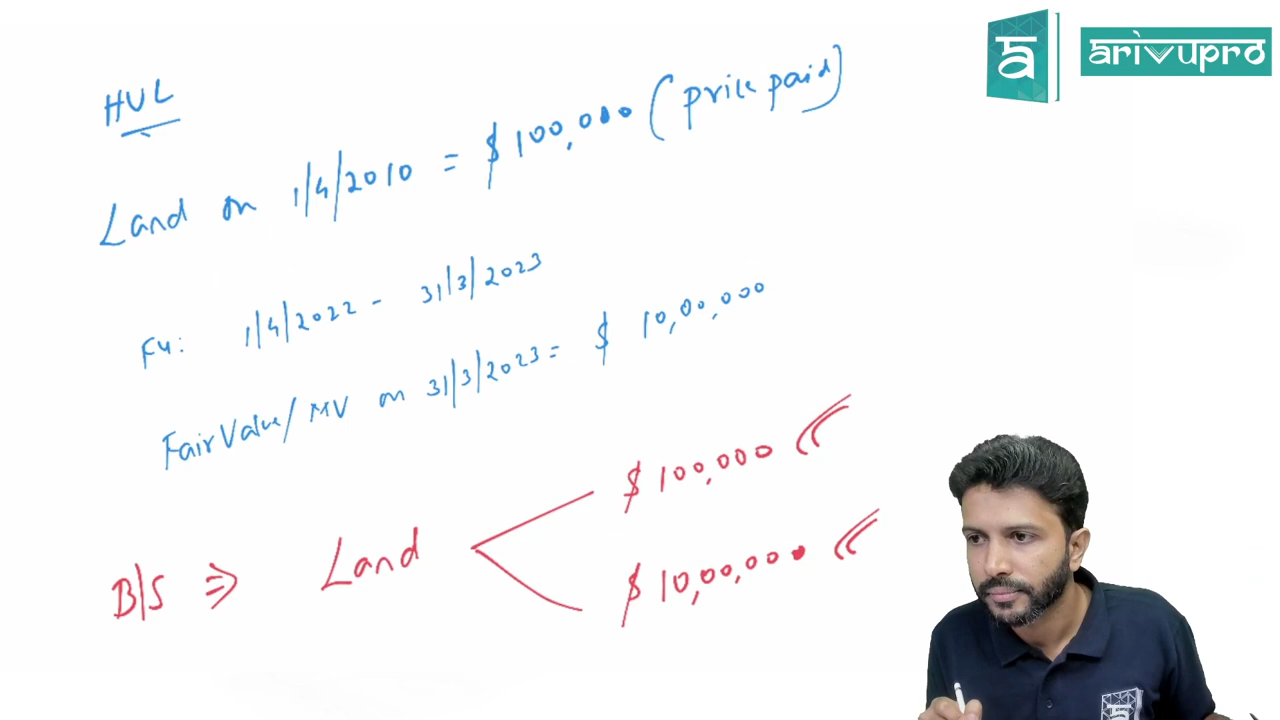 arivupro
HUL
Land on 1/4/2010 = $ 100,000 (price paid)
FY: 1/4/2022 - 31/3/2023
Fair Value/MV on 31/3/2023 = $ 10,00,000
$ 100,000
B/S ⇒ Land
$ 10,00,000